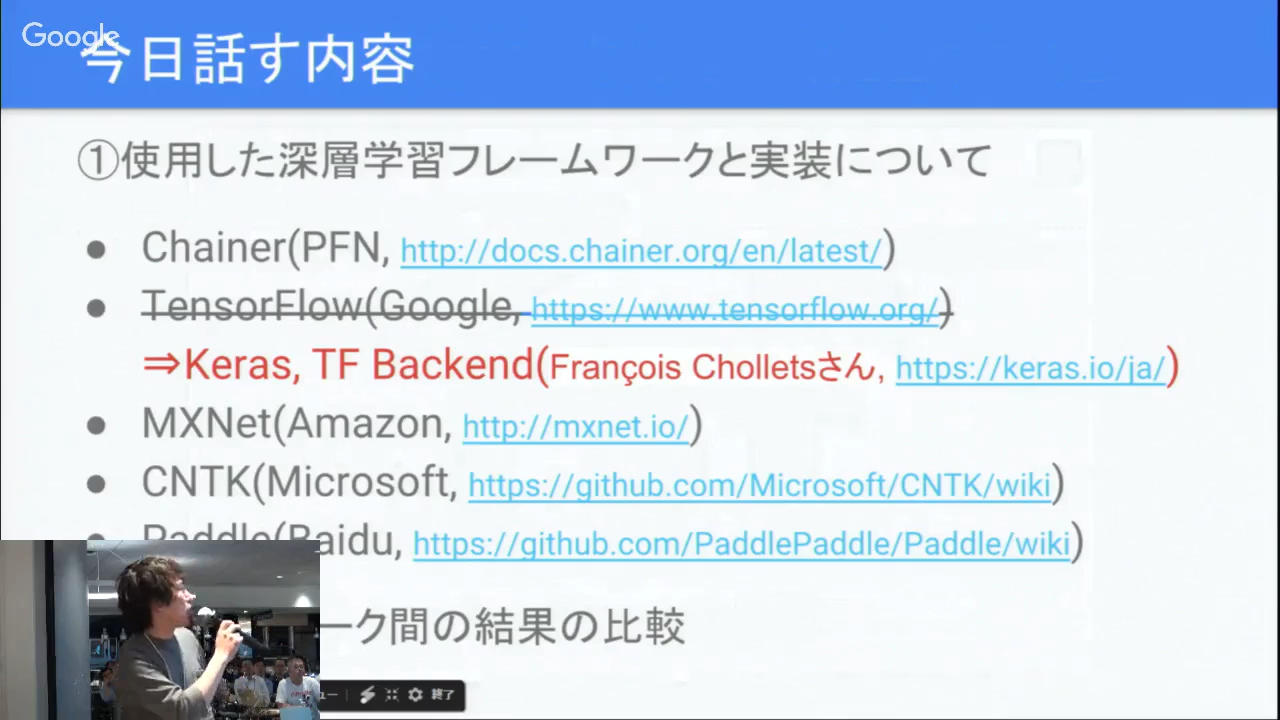 Google
今日話す内容
①使用した深層学習フレームワークと実装について
● Chainer(PFN, http://docs.chainer.org/en/latest/)
● TensorFlow(Google, https://www.tensorflow.org/)
⇒Keras, TF Backend(François Cholletsさん, https://keras.io/ja/)
● MXNet(Amazon, http://mxnet.io/)
● CNTK(Microsoft, https://github.com/Microsoft/CNTK/wiki)
● Paddle(Baidu, https://github.com/PaddlePaddle/Paddle/wiki)
ーク間の結果の比較
ュー 終了